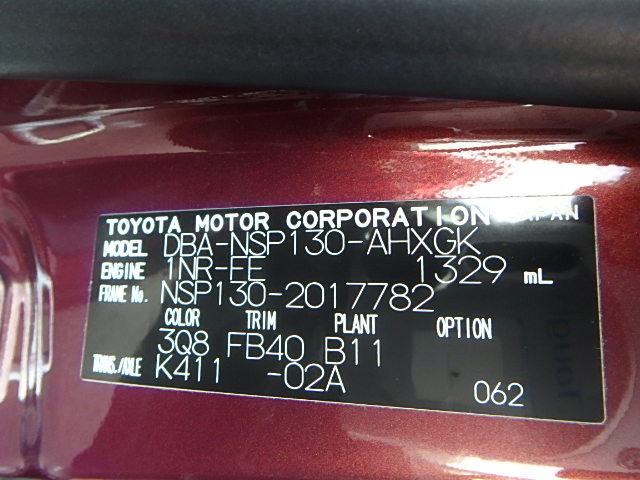 TOYOTA MOTOR CORPORATION JAPAN
MODEL DBA-NSP130-AHXGK
ENGINE 1NR-FE 1329 mL
FRAME No. NSP130-2017782
COLOR TRIM PLANT OPTION
3Q8 FB40 B11
TRANS./AXLE K411 -02A
062